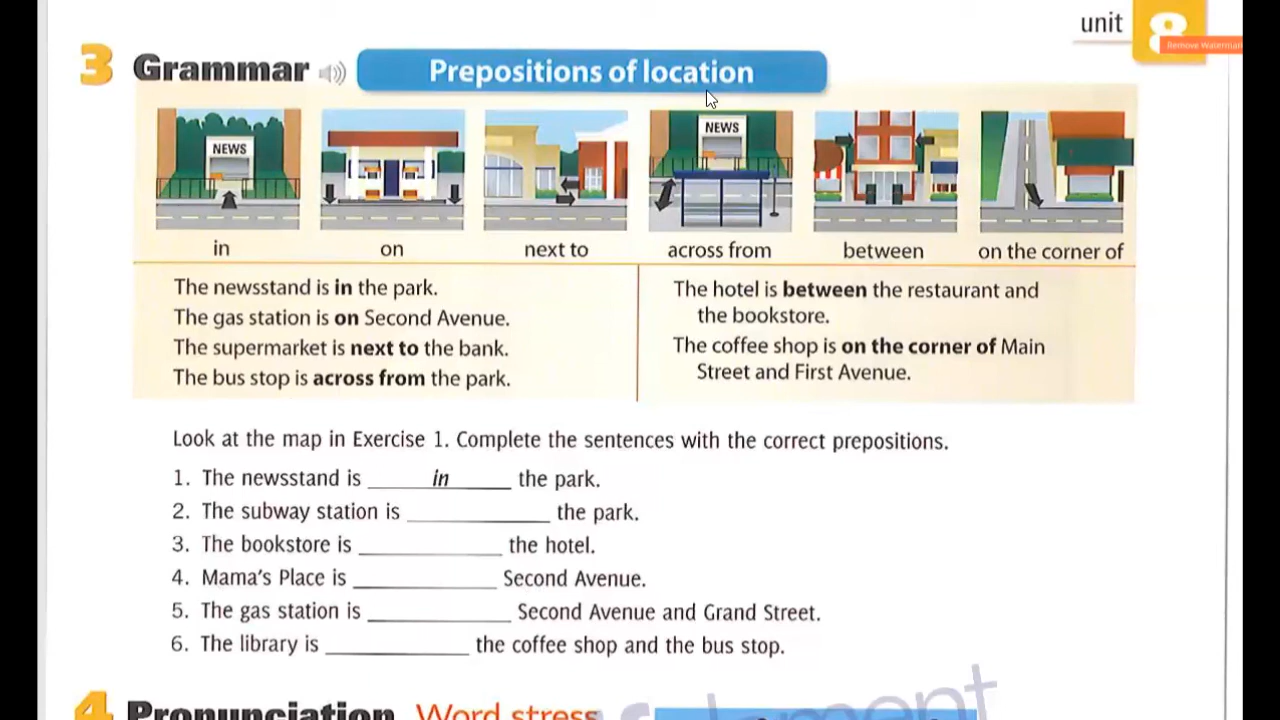 unit 8
Remove Watermark
3 Grammar Prepositions of location
NEWS
NEWS
in
on
next to
across from
between
on the corner of
The newsstand is in the park.
The gas station is on Second Avenue.
The supermarket is next to the bank.
The bus stop is across from the park.
The hotel is between the restaurant and
the bookstore.
The coffee shop is on the corner of Main
Street and First Avenue.
Look at the map in Exercise 1. Complete the sentences with the correct prepositions.
1. The newsstand is in the park.
2. The subway station is the park.
3. The bookstore is the hotel.
4. Mama's Place is Second Avenue.
5. The gas station is Second Avenue and Grand Street.
6. The library is the coffee shop and the bus stop.
4 Pronunciation Word stress